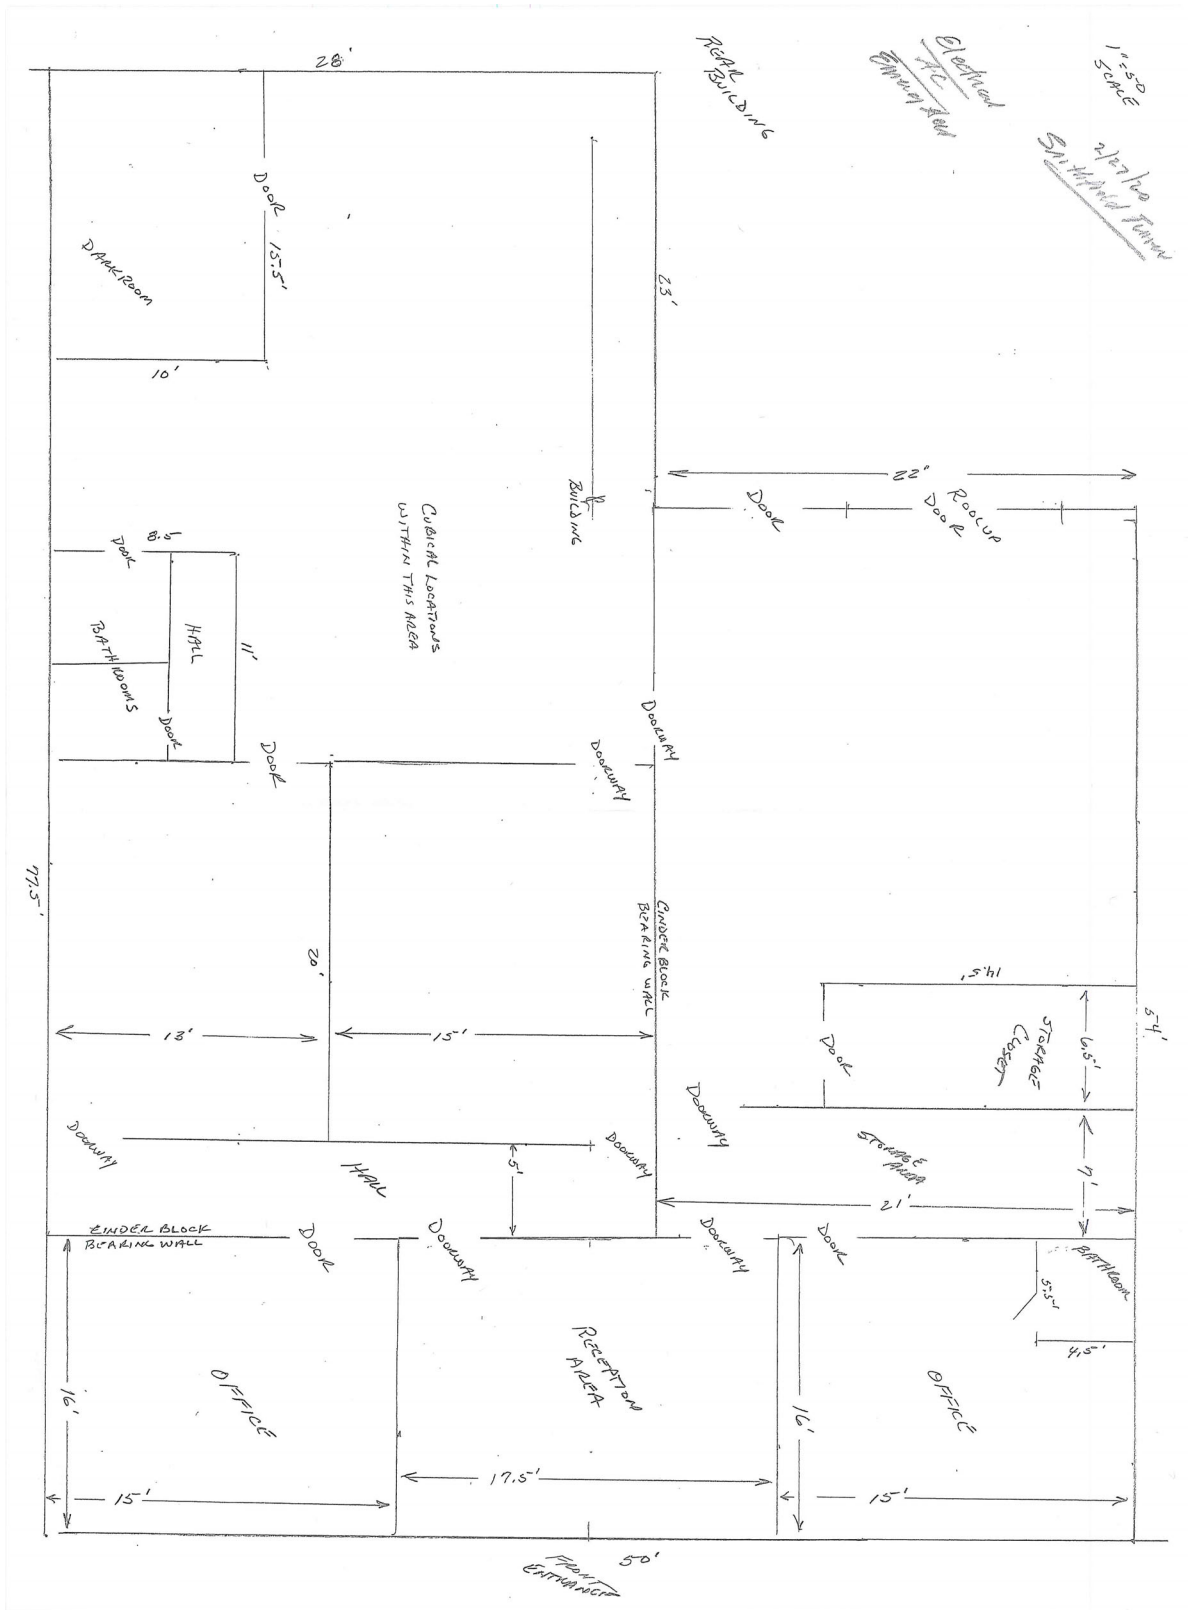 28'
REAR
BUILDING
Electrical
AC
1"=50
SCALE
2/27/20
DOOR
15.5'
DARKROOM
10'
23'
22"
DOOR
ROOLUP
DOOR
BUILDING
CUBICAL LOCATIONS
WITHIN THIS AREA
8.5
DOOR
HALL
BATHROOMS
11'
DOOR
DOOR
DOORWAY
DOORWAY
77.5'
20'
CINDER BLOCK
BEARING WALL
13'
15'
14.5'
STORAGE
CLOSET
6.5'
54'
DOOR
DOORWAY
DOORWAY
DOORWAY
HALL
5'
STORAGE
AREA
7'
21'
CINDER BLOCK
BEARING WALL
DOOR
DOORWAY
DOORWAY
DOOR
BATHROOM
5.5'
4.5'
16'
OFFICE
RECEPTION
AREA
16'
OFFICE
15'
17.5'
15'
50'
FRONT
ENTRANCE